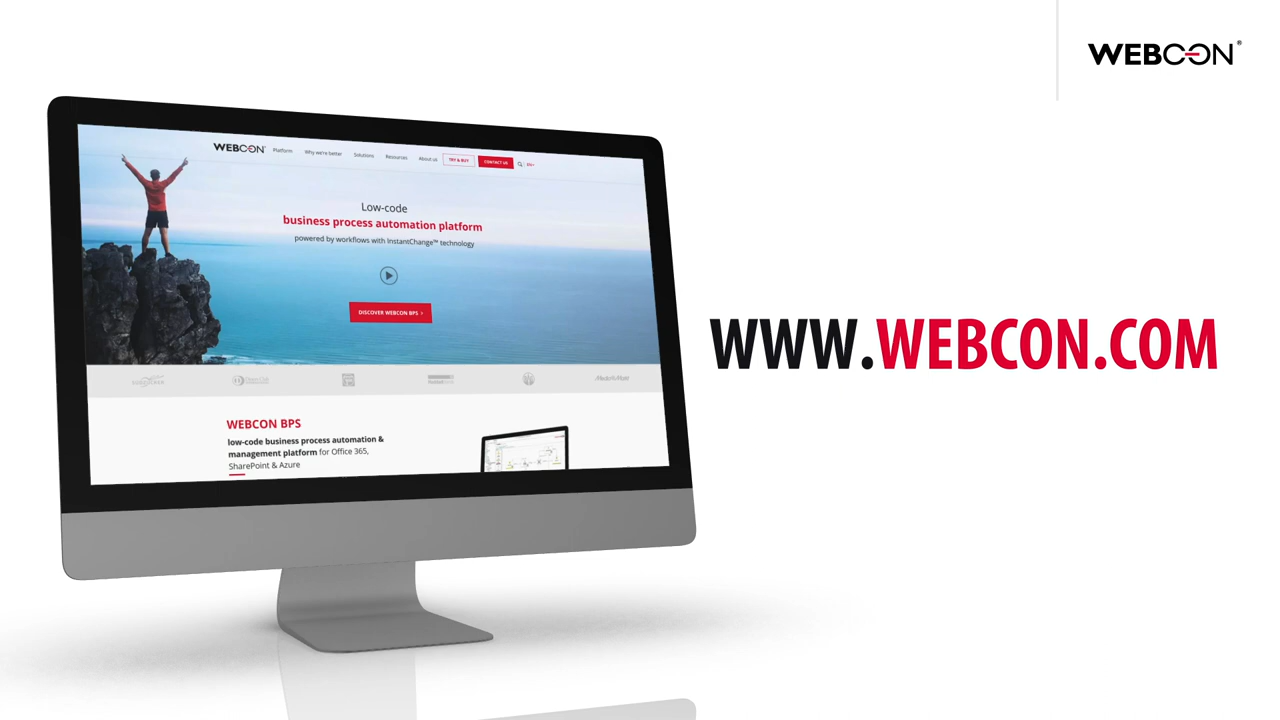 WEBCON®
WEBCON Platform Why we're better Solutions Resources About us TRY & BUY CONTACT US EN
Low-code
business process automation platform
powered by workflows with InstantChange™ technology
DISCOVER WEBCON BPS ›
WWW.WEBCON.COM
WEBCON BPS
low-code business process automation &
management platform for Office 365,
SharePoint & Azure